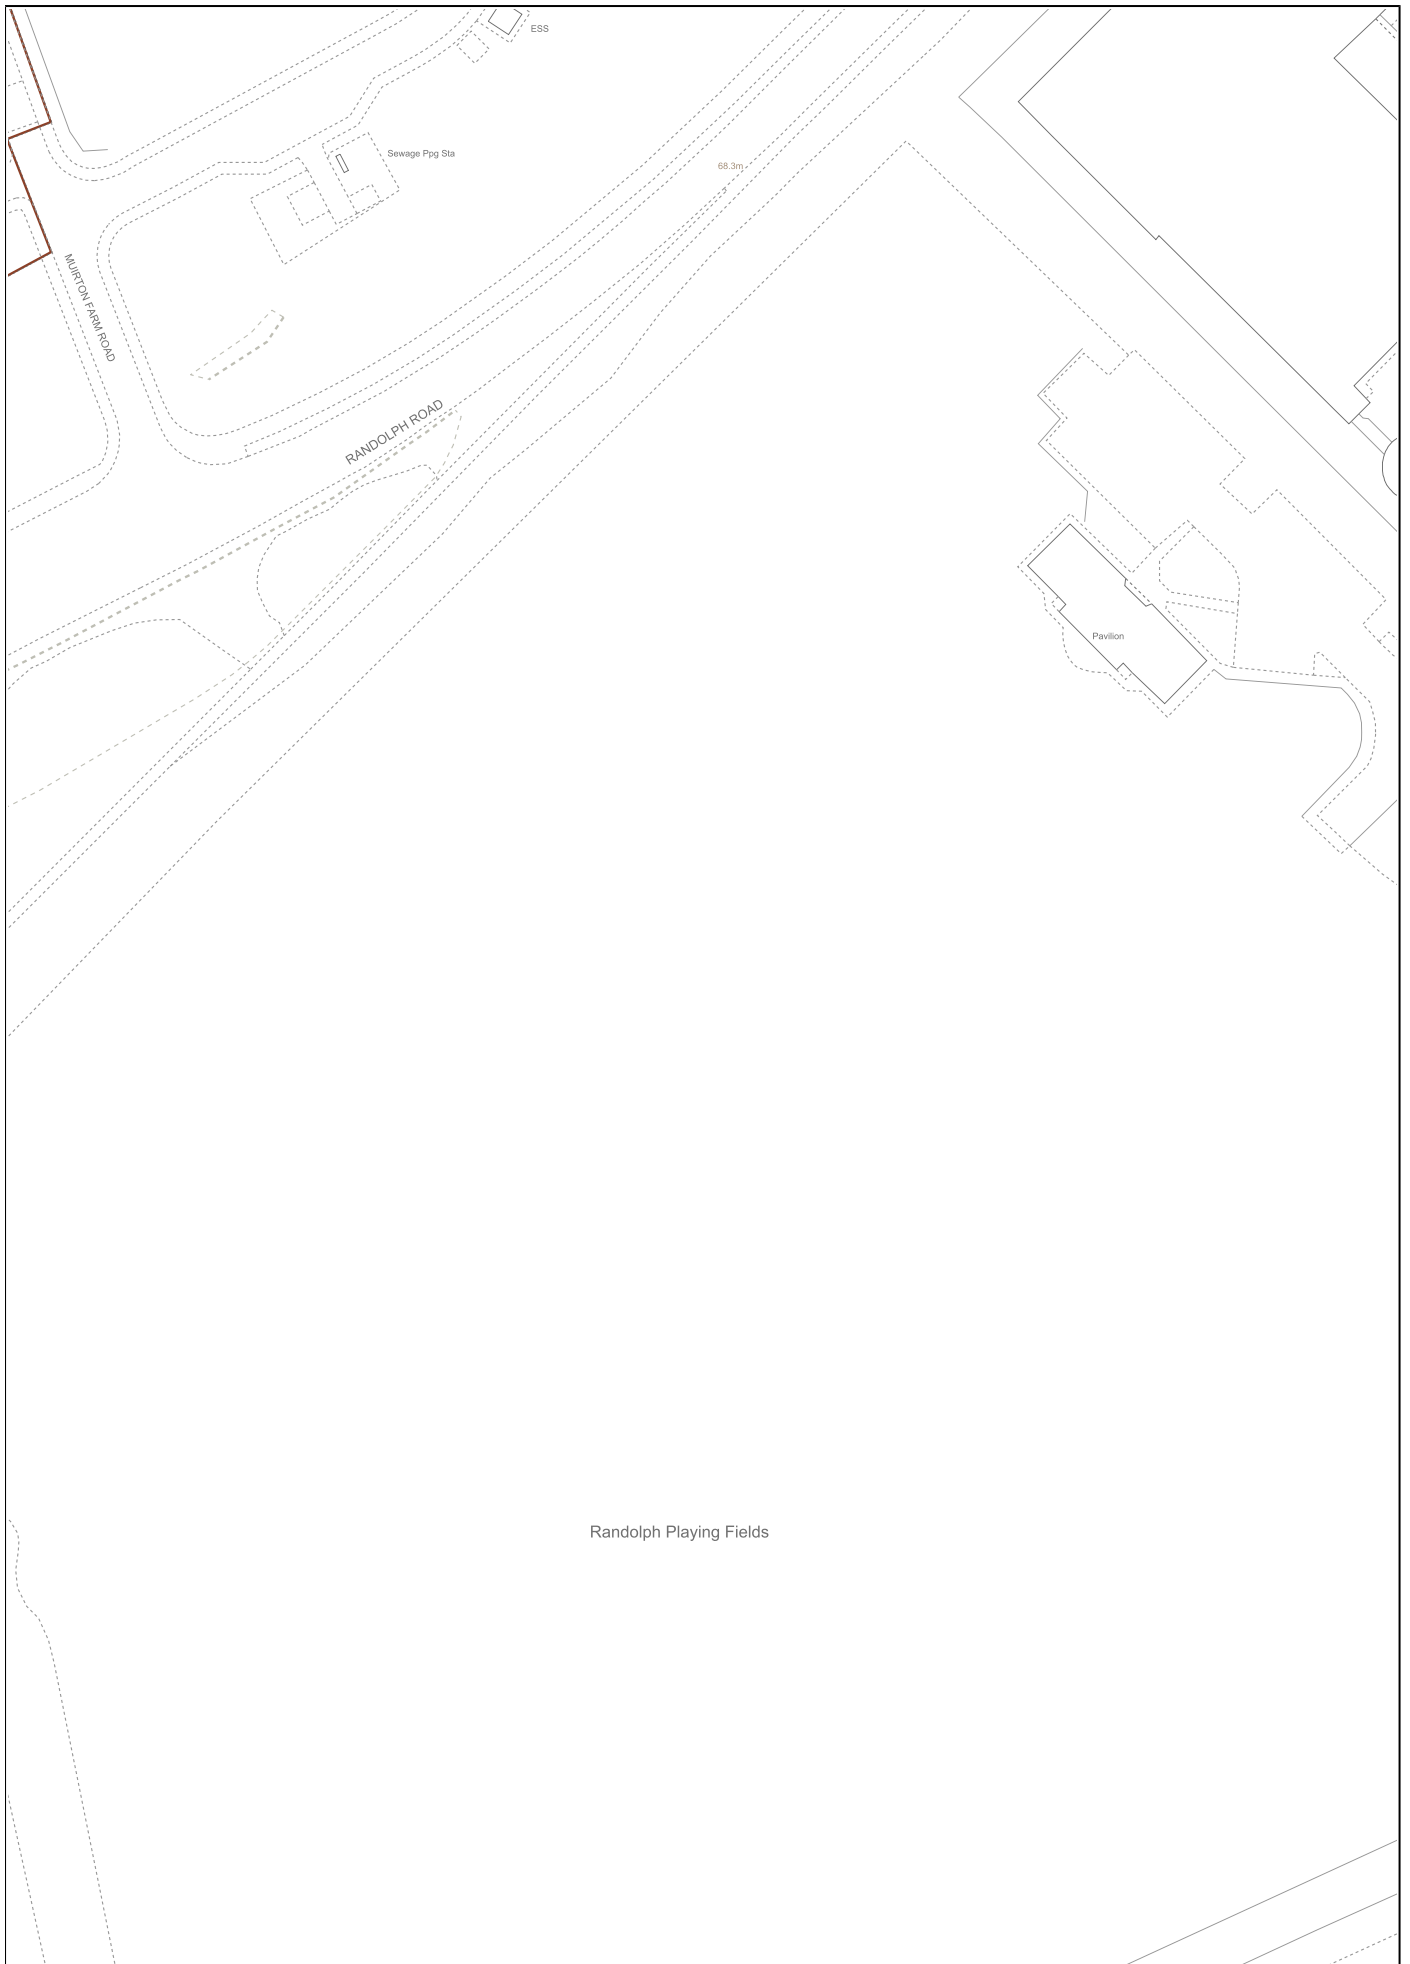 ESS
Sewage Ppg Sta
68.3m
MUIRTON FARM ROAD
RANDOLPH ROAD
Pavilion
Randolph Playing Fields